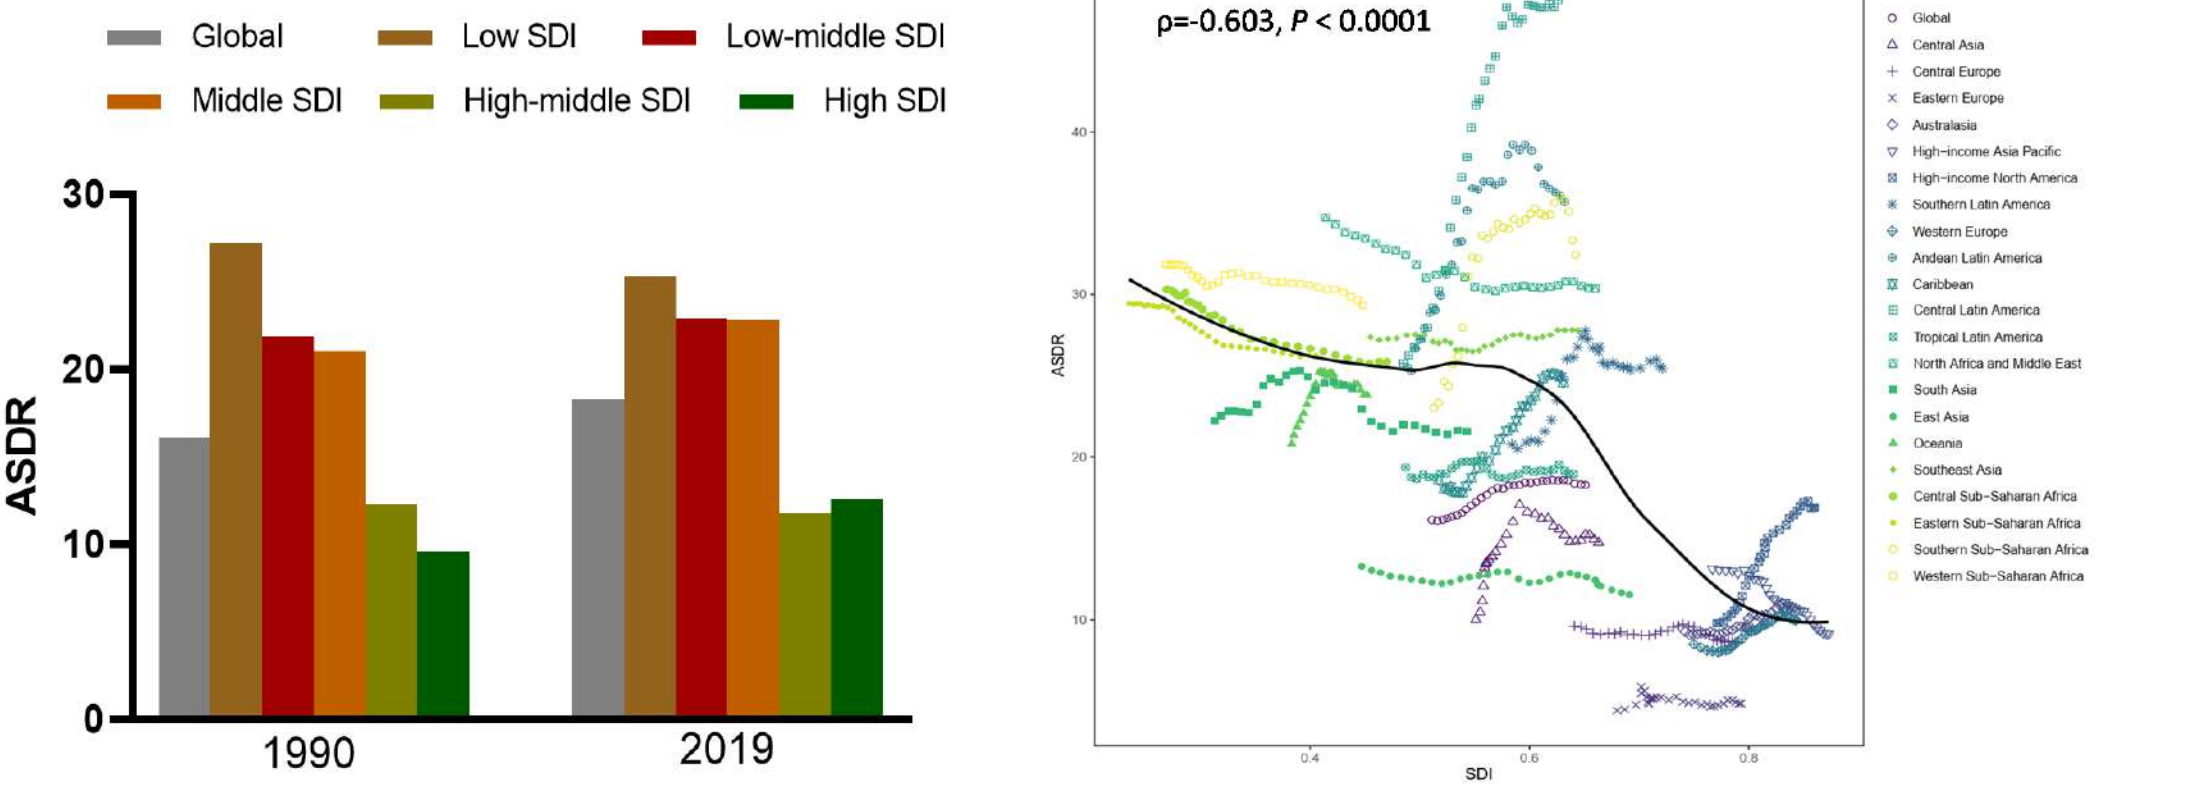 Global Low SDI Low-middle SDI
Middle SDI High-middle SDI High SDI
30
20
10
0
ASDR
1990 2019
ρ=-0.603, P < 0.0001
40
30
20
10
ASDR
0.4 0.6 0.8
SDI
Global
Central Asia
Central Europe
Eastern Europe
Australasia
High-income Asia Pacific
High-income North America
Southern Latin America
Western Europe
Andean Latin America
Caribbean
Central Latin America
Tropical Latin America
North Africa and Middle East
South Asia
East Asia
Oceania
Southeast Asia
Central Sub-Saharan Africa
Eastern Sub-Saharan Africa
Southern Sub-Saharan Africa
Western Sub-Saharan Africa